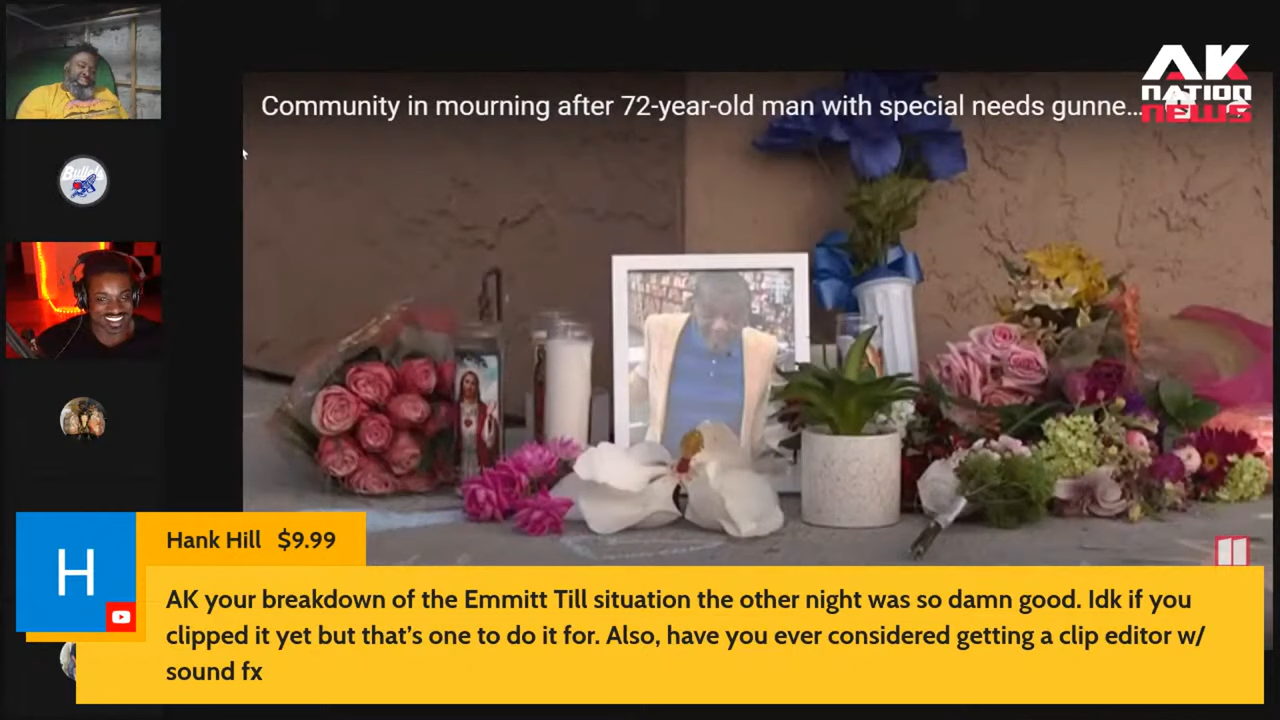 Community in mourning after 72-year-old man with special needs gunne...
AK
NATION
NEWS
Bullets
H
Hank Hill $9.99
AK your breakdown of the Emmitt Till situation the other night was so damn good. Idk if you
clipped it yet but that's one to do it for. Also, have you ever considered getting a clip editor w/
sound fx